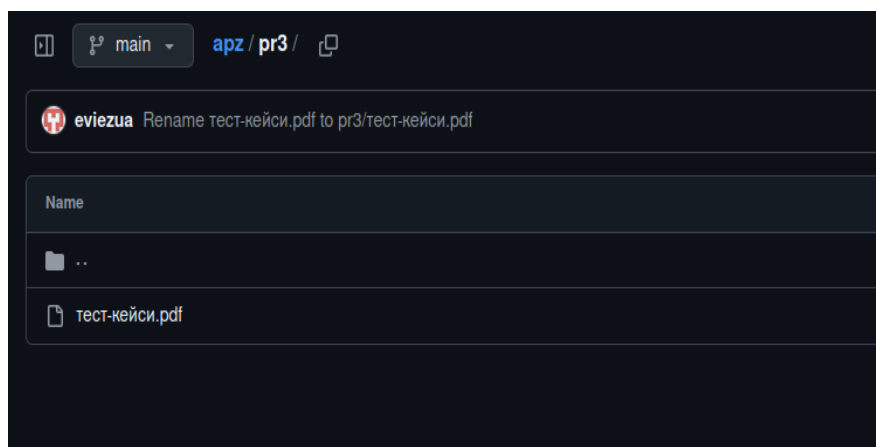 main apz / pr3 /
eviezua Rename тест-кейси.pdf to pr3/тест-кейси.pdf
Name
..
тест-кейси.pdf